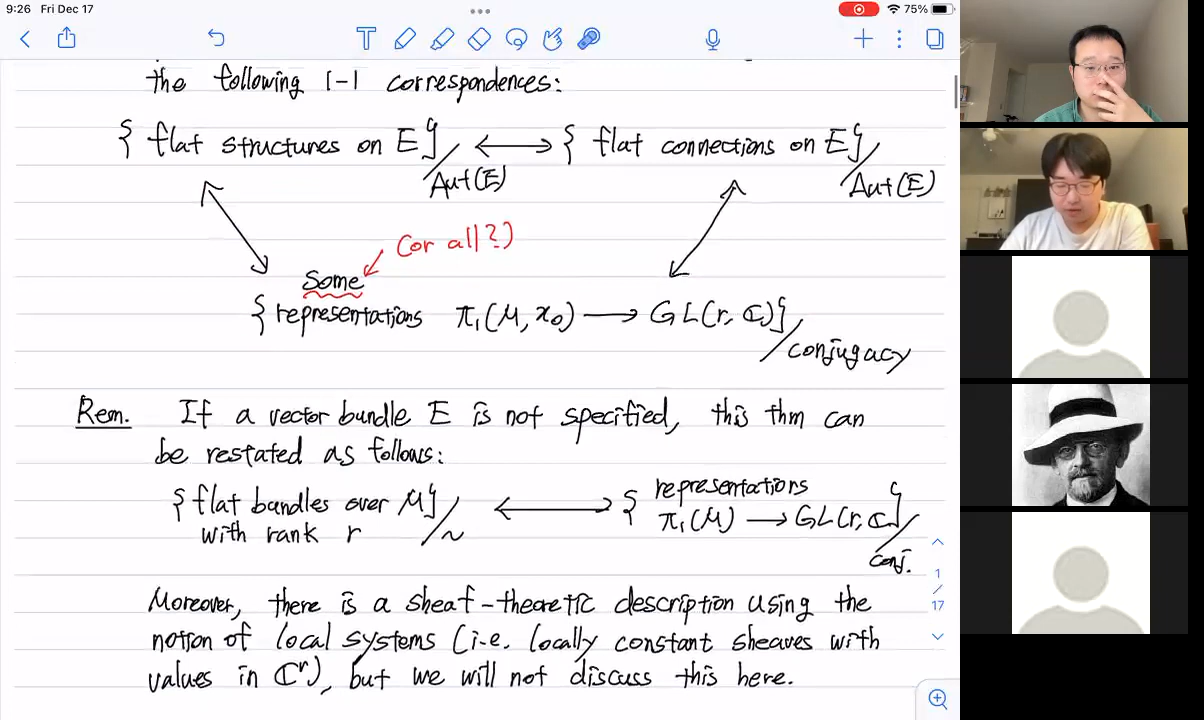 9:26 Fri Dec 17
75%
the following 1-1 correspondences:
{ flat structures on E}/Aut(E) ⟷ { flat connections on E}/Aut(E)
(or all?)
some
{ representations π₁(M, x₀) ⟶ GL(r, ℂ)}/conjugacy
Rem. If a vector bundle E is not specified, this thm can
be restated as follows:
{ flat bundles over M}/~ ⟷ { representations
with rank r π₁(M) ⟶ GL(r, ℂ)}/conj.
Moreover, there is a sheaf-theoretic description using the
notion of local systems (i.e. locally constant sheaves with
values in ℂʳ), but we will not discuss this here.
1
/
17